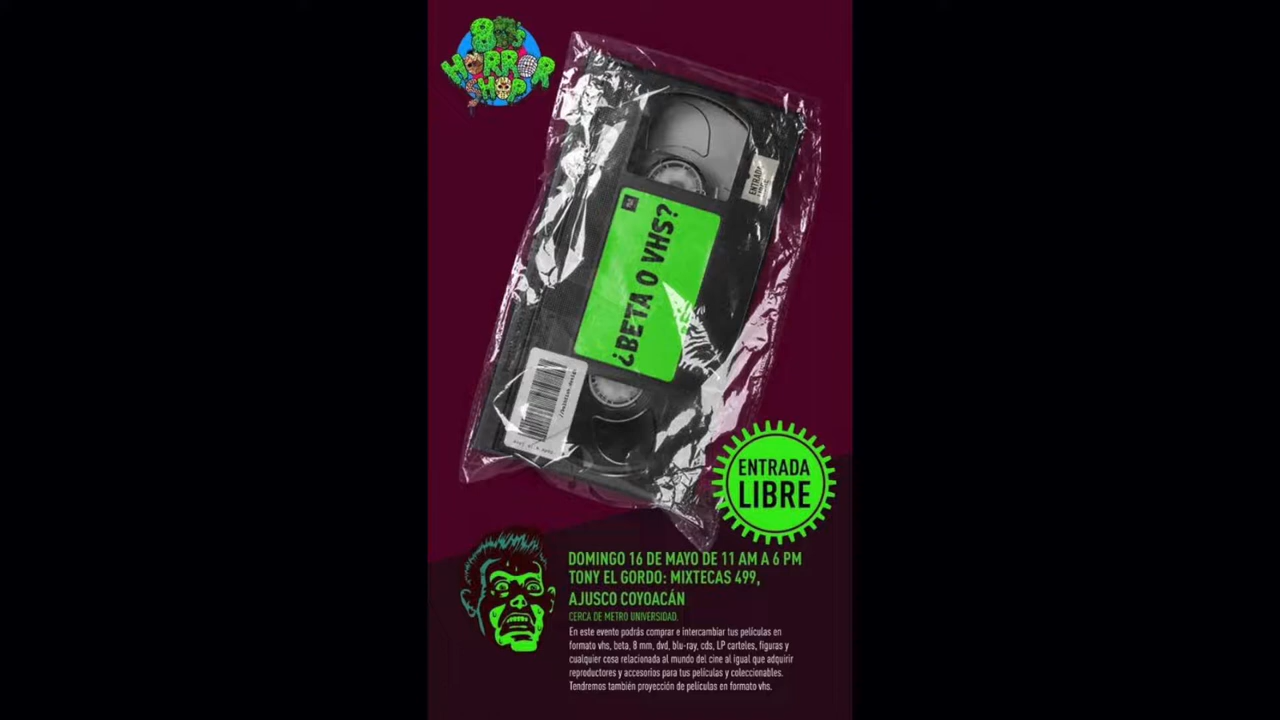 80's
HORROR
SHOP
ENTRADA
¿BETA O VHS?
ENTRADA
LIBRE
DOMINGO 16 DE MAYO DE 11 AM A 6 PM
TONY EL GORDO: MIXTECAS 499,
AJUSCO COYOACÁN
CERCA DE METRO UNIVERSIDAD.
En este evento podrás comprar e intercambiar tus películas en
formato vhs, beta, 8 mm, dvd, blu-ray, cds, LP carteles, figuras y
cualquier cosa relacionada al mundo del cine al igual que adquirir
reproductores y accesorios para tus películas y coleccionables.
Tendremos también proyección de películas en formato vhs.